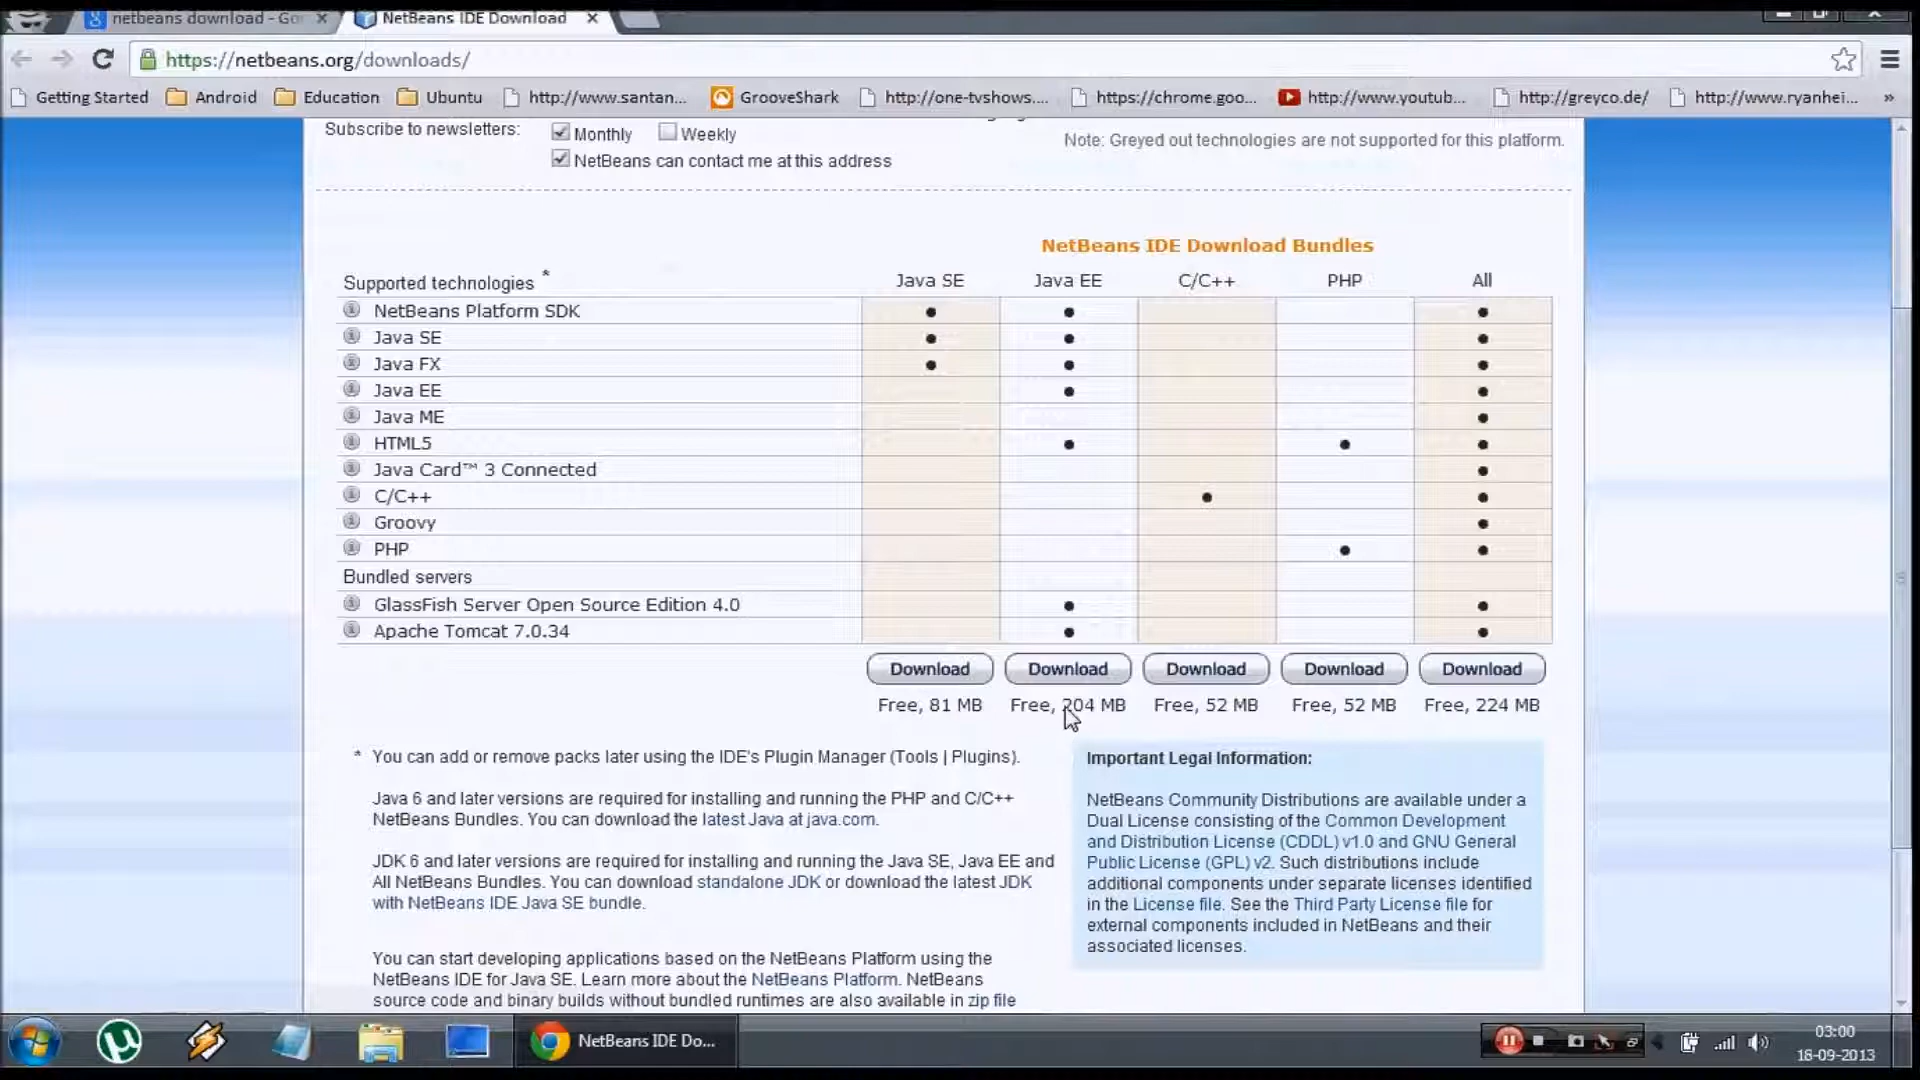 netbeans download - Go
NetBeans IDE Download
https://netbeans.org/downloads/
Getting Started
Android
Education
Ubuntu
http://www.santan...
GrooveShark
http://one-tvshows....
https://chrome.goo...
http://www.youtub...
http://greyco.de/
http://www.ryanhei...
»
Subscribe to newsletters:
Monthly
Weekly
NetBeans can contact me at this address
Note: Greyed out technologies are not supported for this platform.
NetBeans IDE Download Bundles
Supported technologies *
Java SE
Java EE
C/C++
PHP
All
NetBeans Platform SDK
Java SE
Java FX
Java EE
Java ME
HTML5
Java Card™ 3 Connected
C/C++
Groovy
PHP
Bundled servers
GlassFish Server Open Source Edition 4.0
Apache Tomcat 7.0.34
Download
Download
Download
Download
Download
Free, 81 MB
Free, 204 MB
Free, 52 MB
Free, 52 MB
Free, 224 MB
* You can add or remove packs later using the IDE's Plugin Manager (Tools | Plugins).
Java 6 and later versions are required for installing and running the PHP and C/C++
NetBeans Bundles. You can download the latest Java at java.com.
JDK 6 and later versions are required for installing and running the Java SE, Java EE and
All NetBeans Bundles. You can download standalone JDK or download the latest JDK
with NetBeans IDE Java SE bundle.
You can start developing applications based on the NetBeans Platform using the
NetBeans IDE for Java SE. Learn more about the NetBeans Platform. NetBeans
source code and binary builds without bundled runtimes are also available in zip file
Important Legal Information:
NetBeans Community Distributions are available under a
Dual License consisting of the Common Development
and Distribution License (CDDL) v1.0 and GNU General
Public License (GPL) v2. Such distributions include
additional components under separate licenses identified
in the License file. See the Third Party License file for
external components included in NetBeans and their
associated licenses.
NetBeans IDE Do...
03:00
18-09-2013